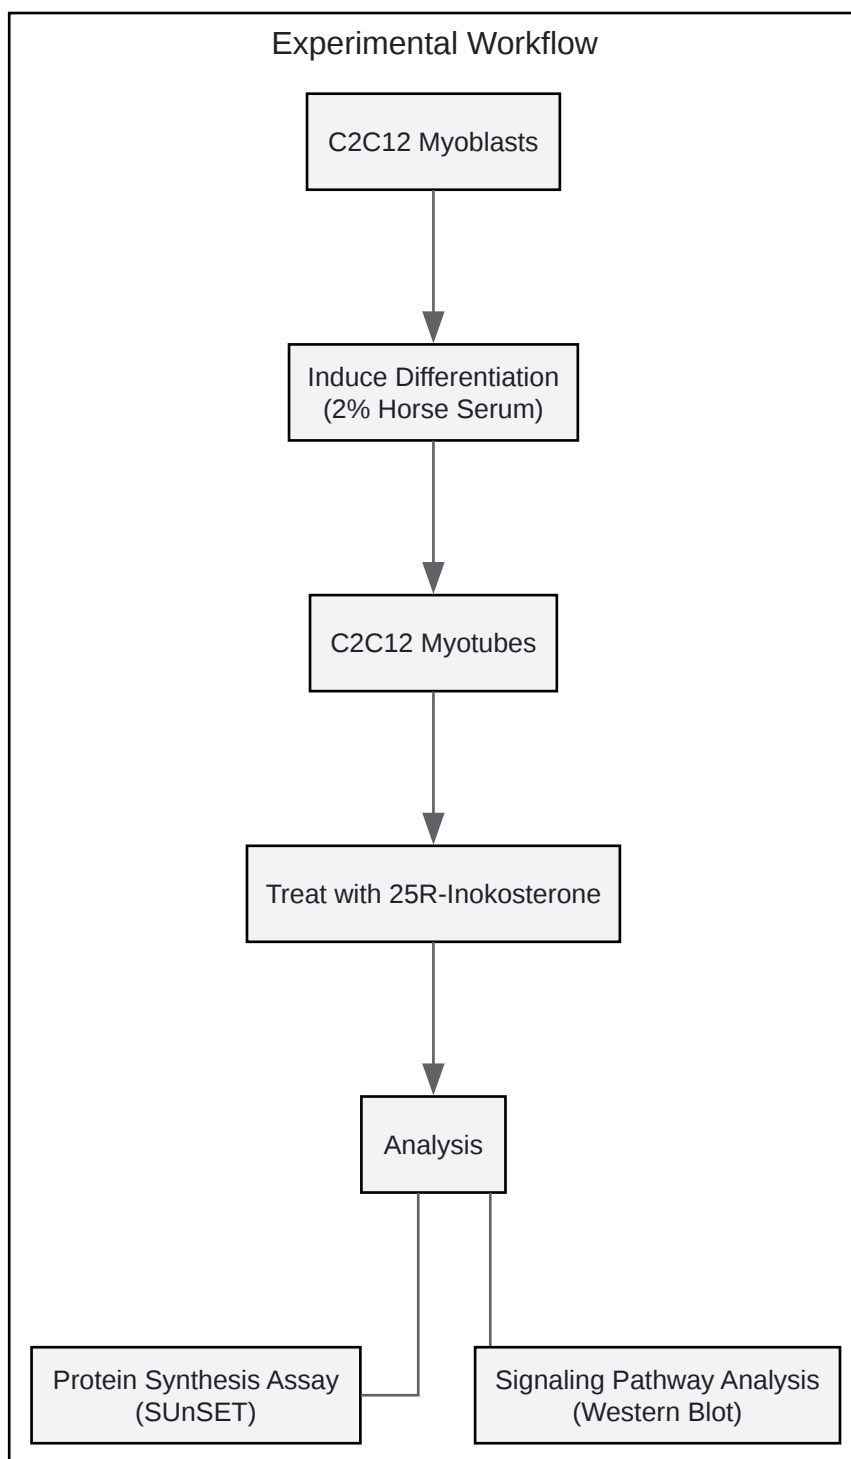 Experimental Workflow
C2C12 Myoblasts
Induce Differentiation
(2% Horse Serum)
C2C12 Myotubes
Treat with 25R-Inokosterone
Analysis
Protein Synthesis Assay
(SUnSET)
Signaling Pathway Analysis
(Western Blot)